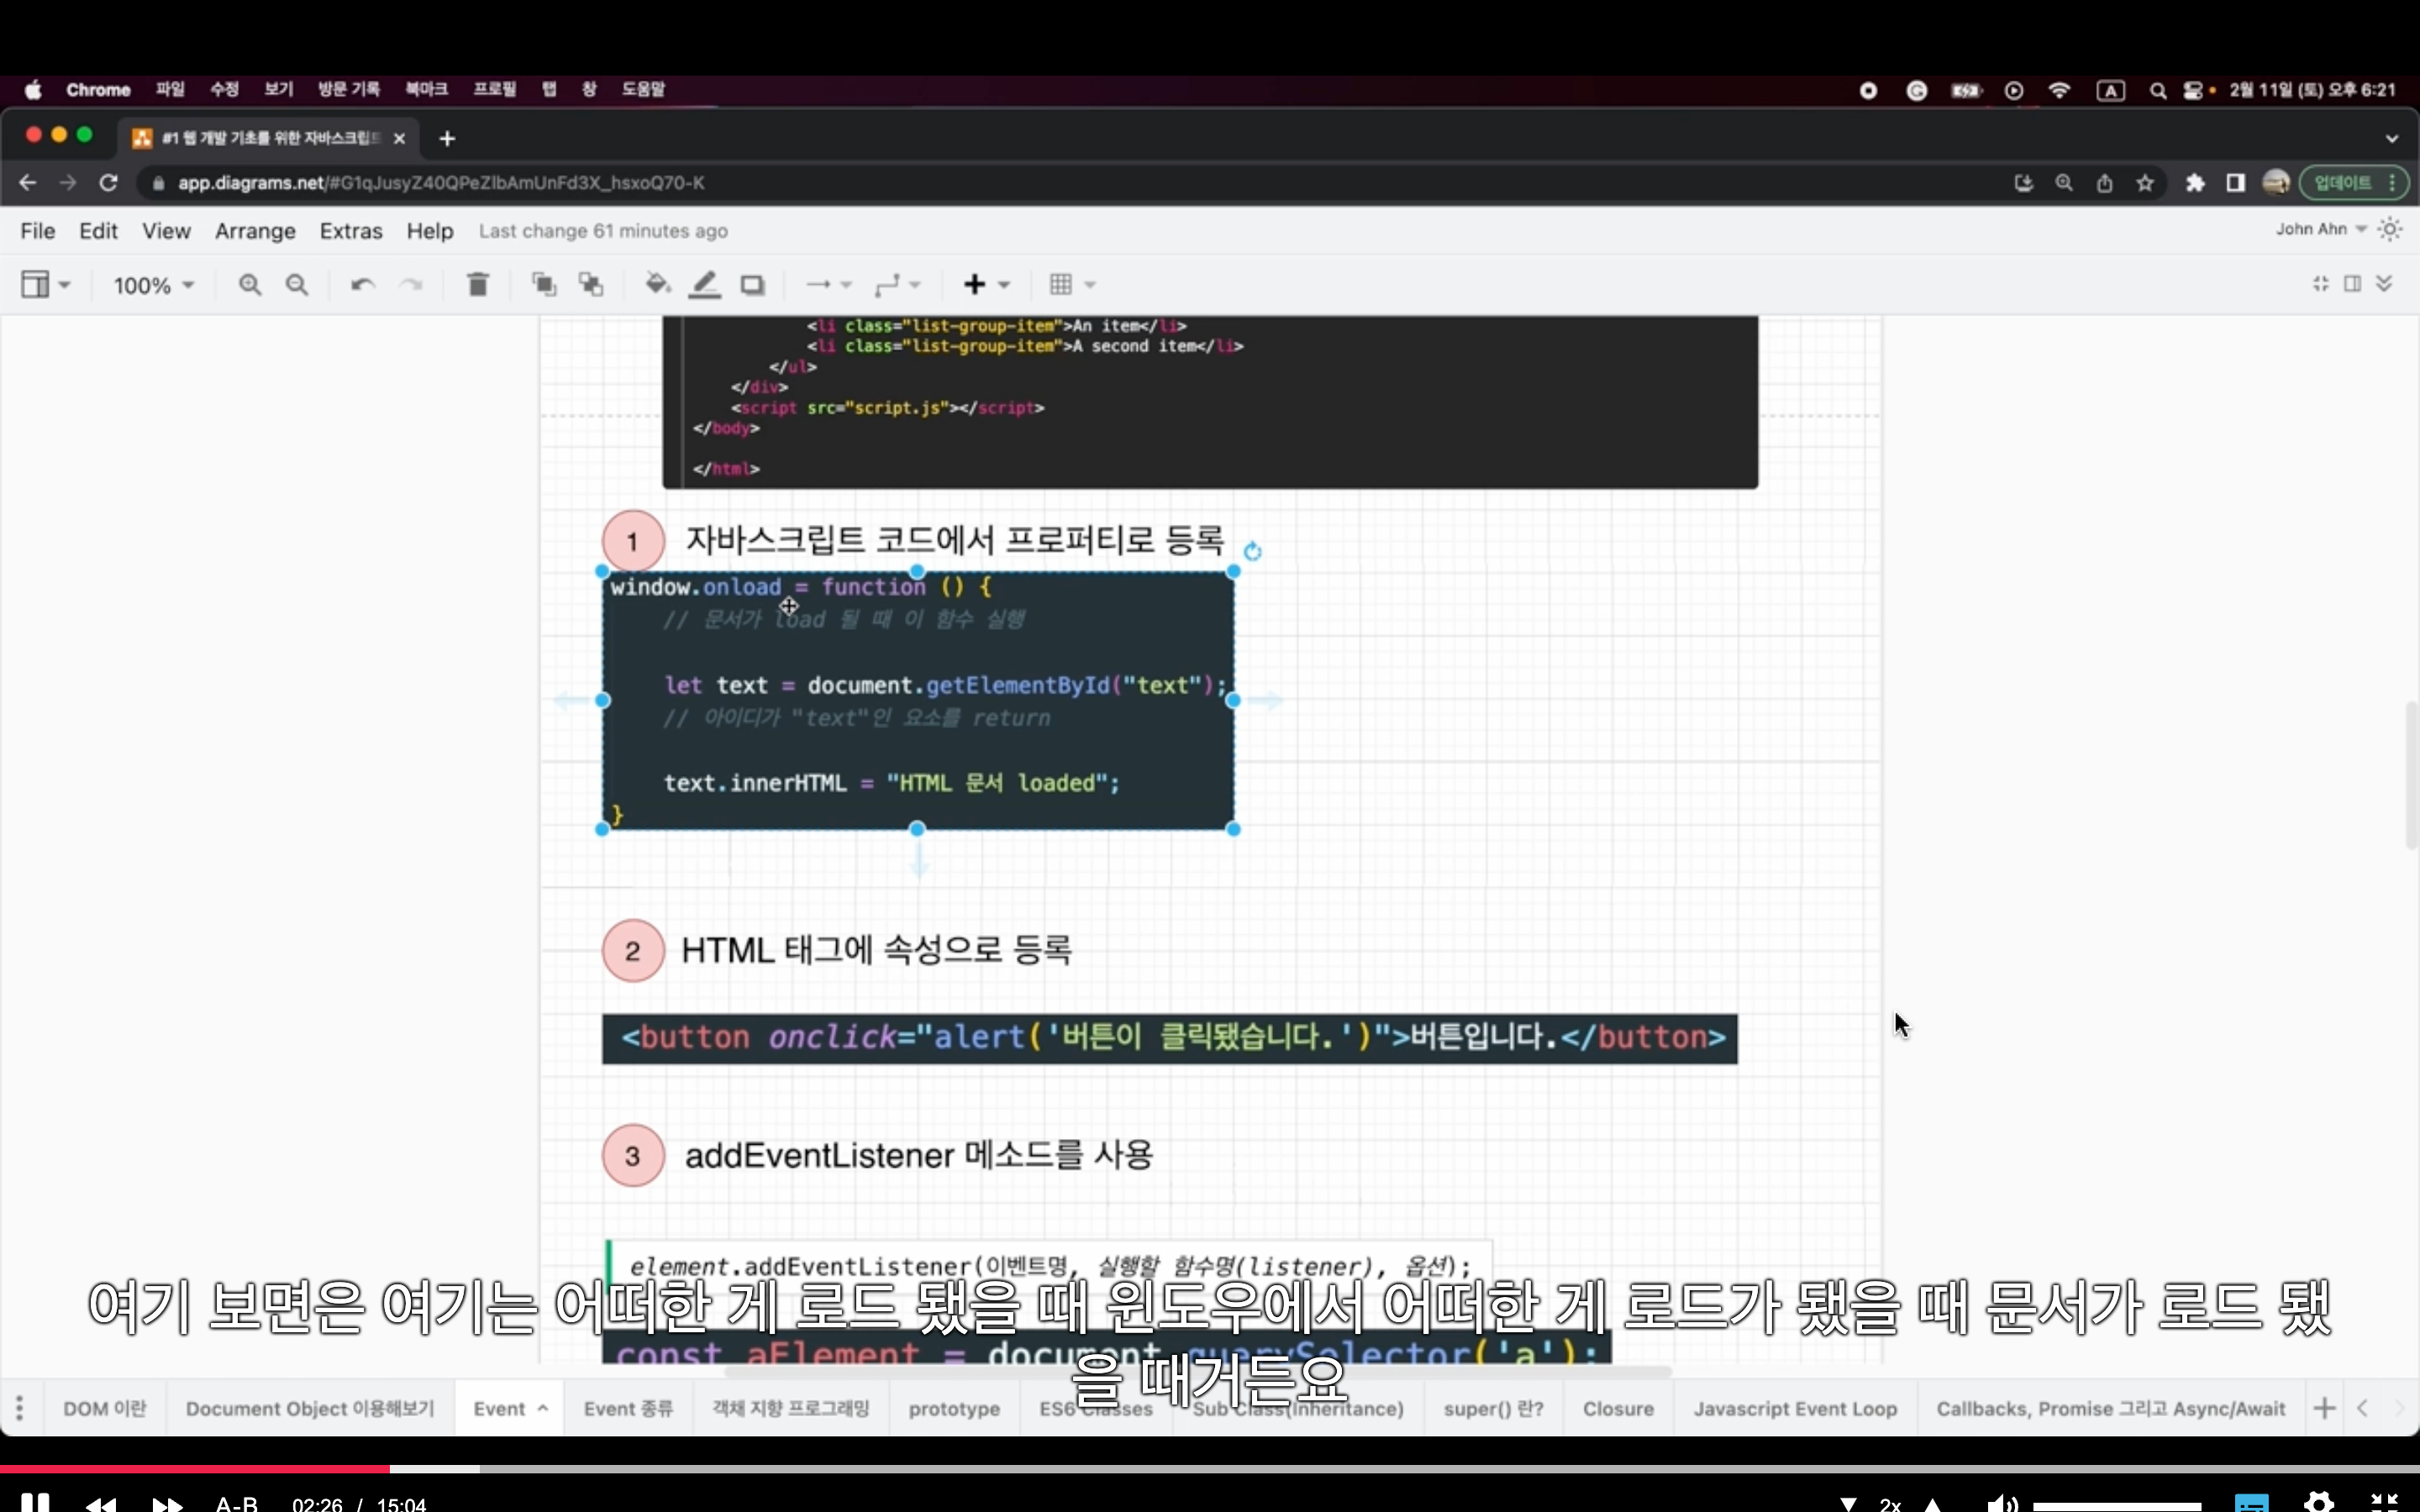 Chrome 파일 수정 보기 방문 기록 북마크 프로필 탭 창 도움말 A 2월 11일 (토) 오후 6:21
#1 웹 개발 기초를 위한 자바스크립
app.diagrams.net/#G1qJusyZ40QPeZlbAmUnFd3X_hsxoQ70-K 업데이트
File Edit View Arrange Extras Help Last change 61 minutes ago John Ahn
100%
<li class="list-group-item">An item</li>
<li class="list-group-item">A second item</li>
</ul>
</div>
<script src="script.js"></script>
</body>
</html>
1 자바스크립트 코드에서 프로퍼티로 등록
window.onload = function () {
// 문서가 load 될 때 이 함수 실행
let text = document.getElementById("text");
// 아이디가 "text"인 요소를 return
text.innerHTML = "HTML 문서 loaded";
}
2 HTML 태그에 속성으로 등록
<button onclick="alert('버튼이 클릭됐습니다.')">버튼입니다.</button>
3 addEventListener 메소드를 사용
element.addEventListener(이벤트명, 실행할 함수명(listener), 옵션);
여기 보면은 여기는 어떠한 게 로드 됐을 때 윈도우에서 어떠한 게 로드가 됐을 때 문서가 로드 됐
const aElement = document.querySelector('a');
을 때거든요
DOM 이란 Document Object 이용해보기 Event Event 종류 객체 지향 프로그래밍 prototype ES6 Classes Sub Class(Inheritance) super() 란? Closure Javascript Event Loop Callbacks, Promise 그리고 Async/Await
A-B 02:26 / 15:04 2x